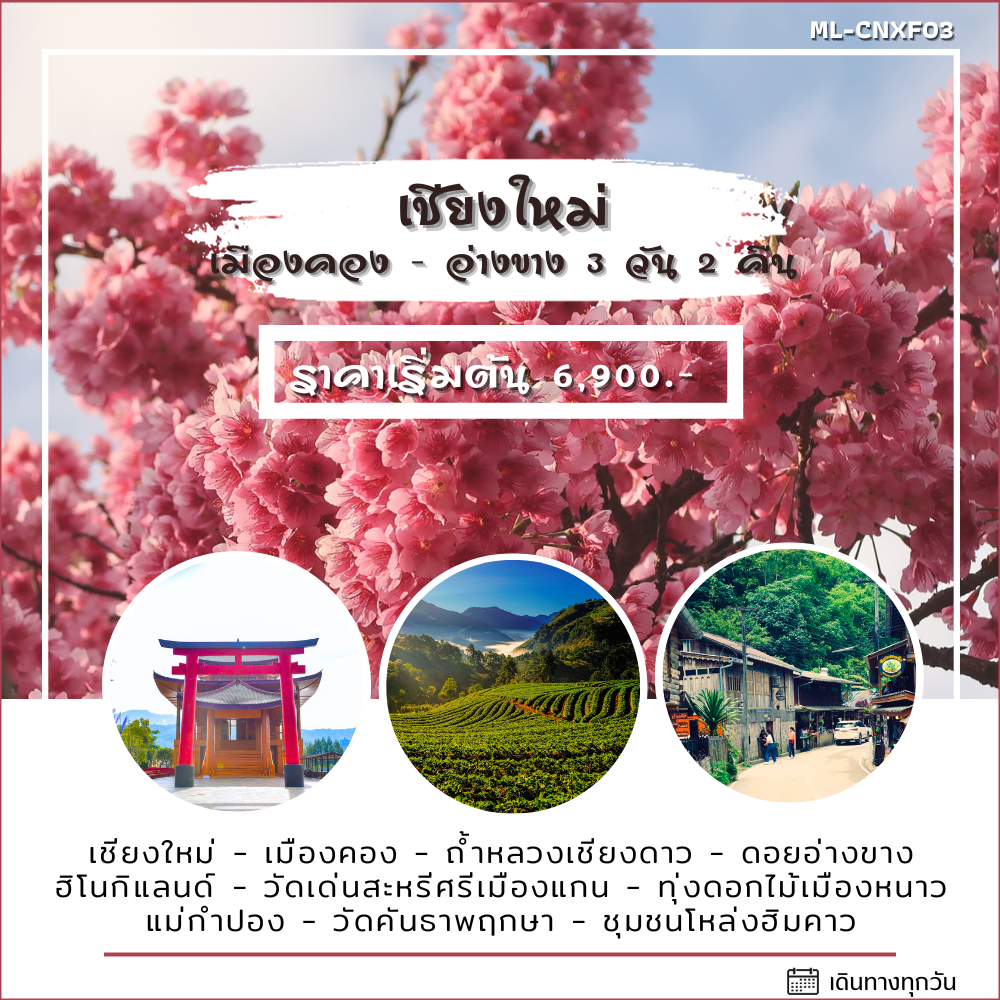 ML-CNXF03
เชียงใหม่
เมืองคอง - อ่างขาง 3 วัน 2 คืน
ราคาเริ่มต้น 6,900.-
เชียงใหม่ - เมืองคอง - ถ้ำหลวงเชียงดาว - ดอยอ่างขาง
ฮิโนกิแลนด์ - วัดเด่นสะหรีศรีเมืองแกน - ทุ่งดอกไม้เมืองหนาว
แม่กำปอง - วัดคันธาพฤกษา - ชุมชนโหล่งฮิมคาว
เดินทางทุกวัน